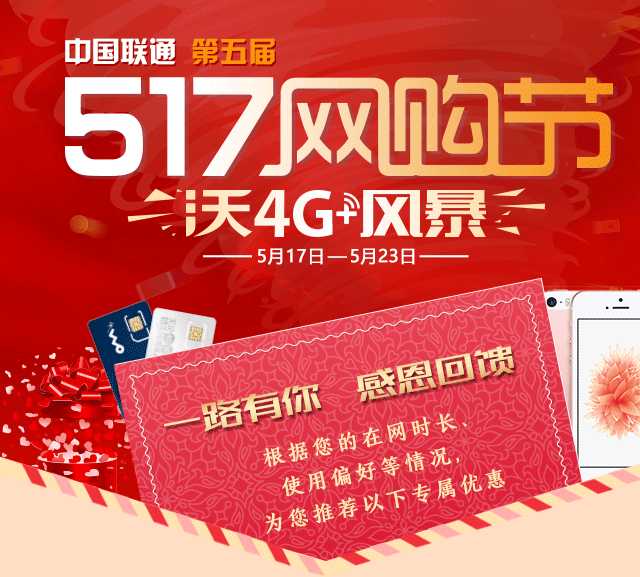 中国联通 第五届
517网购节
沃4G+风暴
5月17日—5月23日
一路有你 感恩回馈
根据您的在网时长、
使用偏好等情况,
为您推荐以下专属优惠